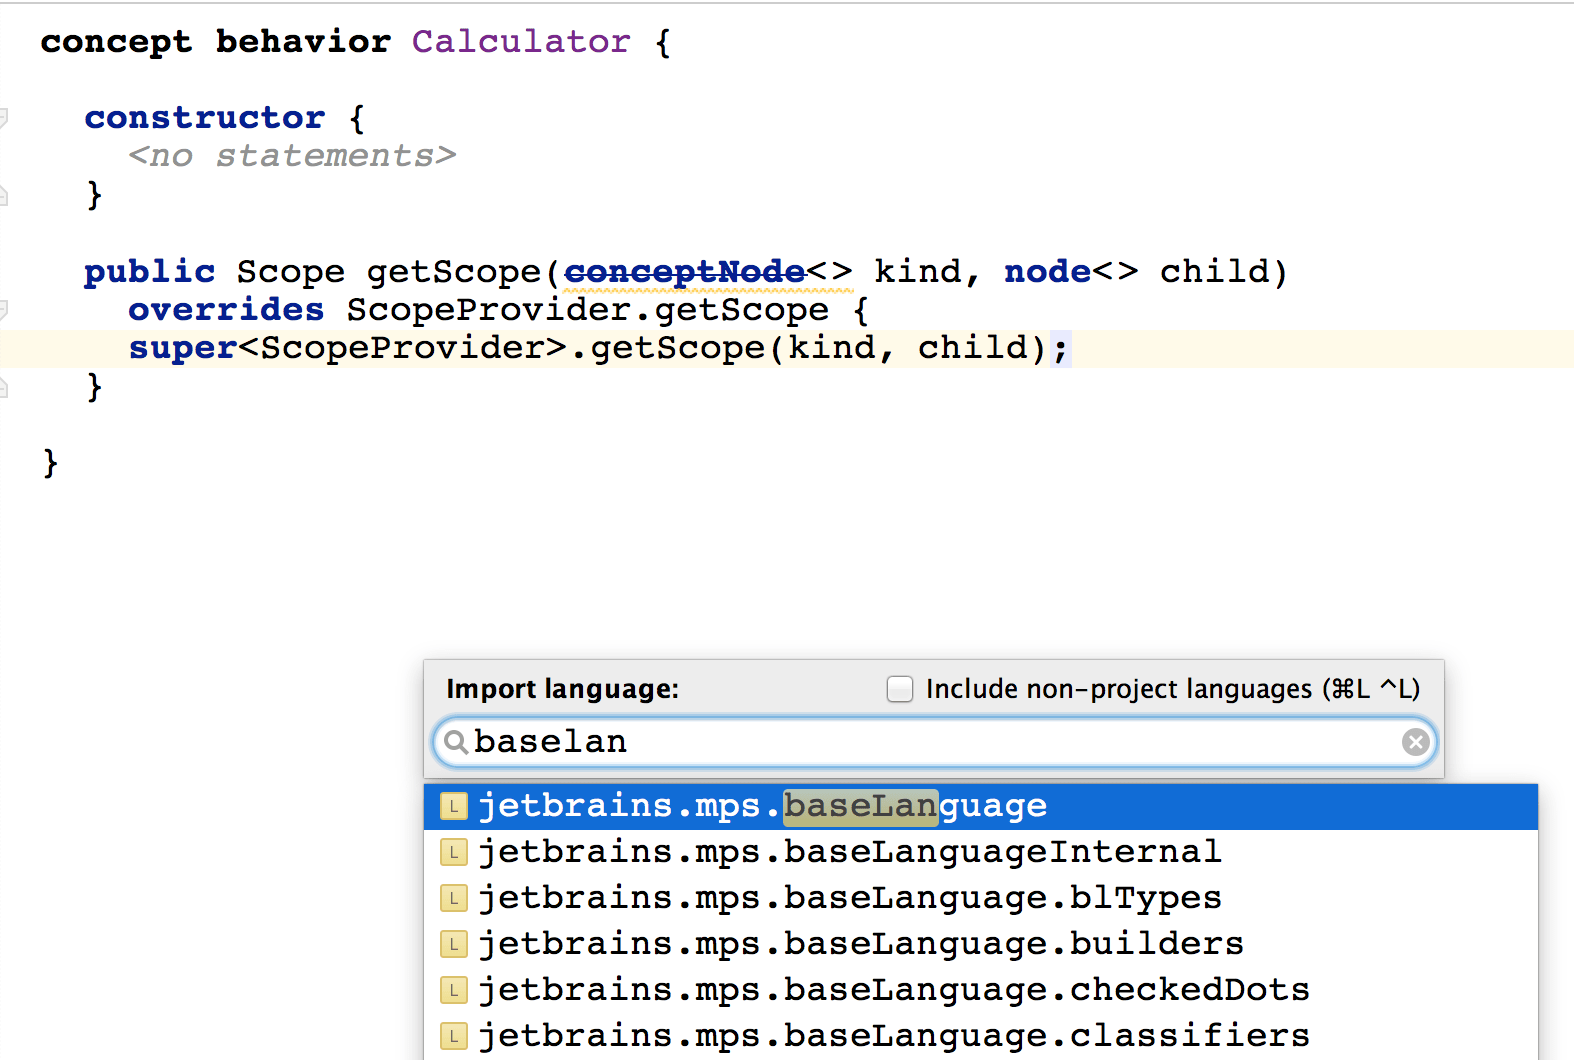 concept behavior Calculator {
constructor {
<no statements>
}
public Scope getScope(conceptNode<> kind, node<> child)
overrides ScopeProvider.getScope {
super<ScopeProvider>.getScope(kind, child);
}
}
Import language: Include non-project languages (⌘L ^L)
baselan
L jetbrains.mps.baseLanguage
L jetbrains.mps.baseLanguageInternal
L jetbrains.mps.baseLanguage.blTypes
L jetbrains.mps.baseLanguage.builders
L jetbrains.mps.baseLanguage.checkedDots
L jetbrains.mps.baseLanguage.classifiers